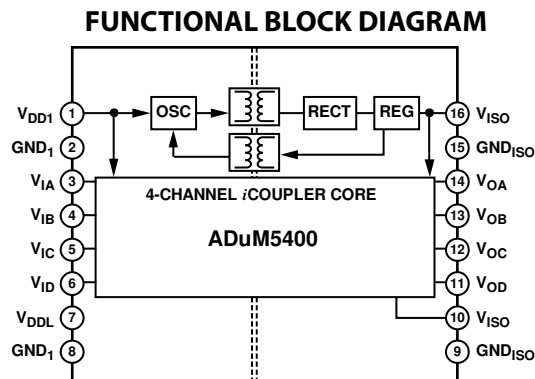 FUNCTIONAL BLOCK DIAGRAM
VDD1 1 OSC RECT REG 16 VISO
GND1 2 15 GNDISO
VIA 3 14 VOA
4-CHANNEL iCOUPLER CORE
VIB 4 13 VOB
ADuM5400
VIC 5 12 VOC
VID 6 11 VOD
VDDL 7 10 VISO
GND1 8 9 GNDISO